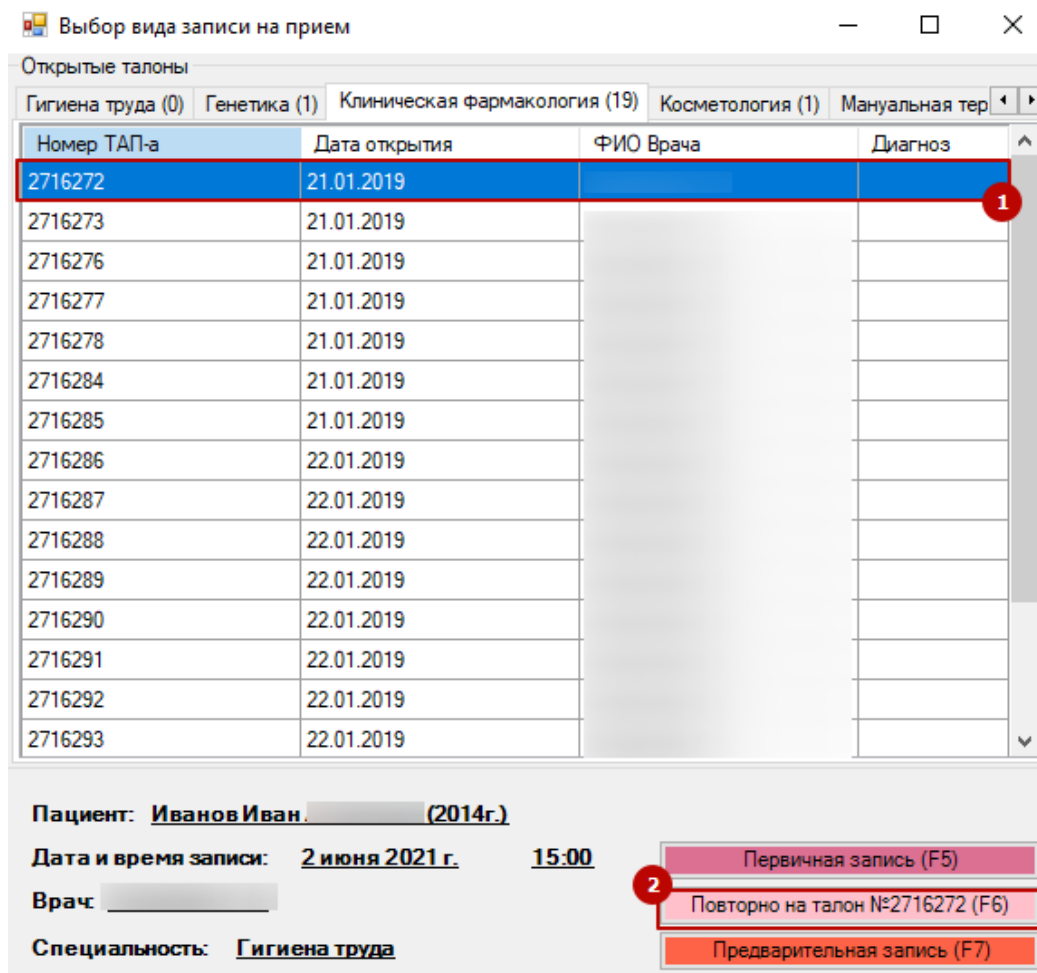 Выбор вида записи на прием
Открытые талоны
Гигиена труда (0) Генетика (1) Клиническая фармакология (19) Косметология (1) Мануальная тер
Номер ТАП-а Дата открытия ФИО Врача Диагноз
2716272 21.01.2019
1
2716273 21.01.2019
2716276 21.01.2019
2716277 21.01.2019
2716278 21.01.2019
2716284 21.01.2019
2716285 21.01.2019
2716286 22.01.2019
2716287 22.01.2019
2716288 22.01.2019
2716289 22.01.2019
2716290 22.01.2019
2716291 22.01.2019
2716292 22.01.2019
2716293 22.01.2019
Пациент: Иванов Иван (2014г.)
Дата и время записи: 2 июня 2021 г. 15:00 Первичная запись (F5)
2
Врач: Повторно на талон №2716272 (F6)
Специальность: Гигиена труда Предварительная запись (F7)